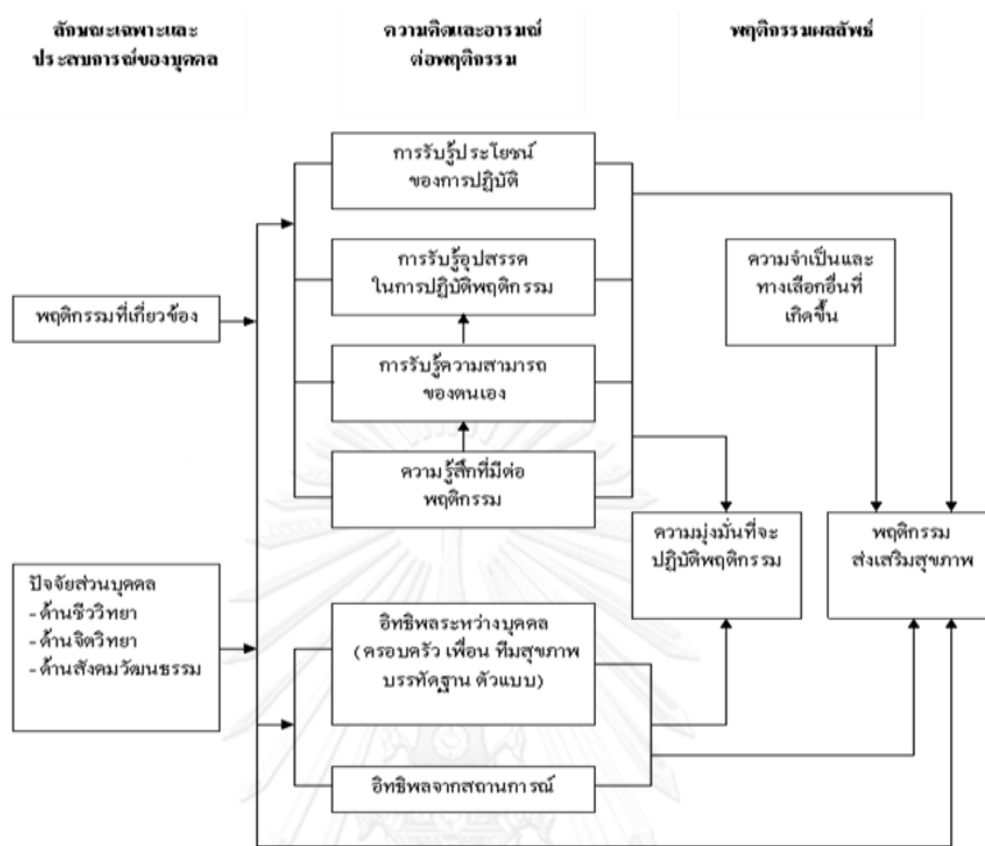 ลักษณะเฉพาะและ
ประสบการณ์ของบุคคล
ความคิดและอารมณ์
ต่อพฤติกรรม
พฤติกรรมผลลัพธ์
การรับรู้ประโยชน์
ของการปฏิบัติ
การรับรู้อุปสรรค
ในการปฏิบัติพฤติกรรม
ความจำเป็นและ
ทางเลือกอื่นที่
เกิดขึ้น
พฤติกรรมที่เกี่ยวข้อง
การรับรู้ความสามารถ
ของตนเอง
ความรู้สึกที่มีต่อ
พฤติกรรม
ความมุ่งมั่นที่จะ
ปฏิบัติพฤติกรรม
พฤติกรรม
ส่งเสริมสุขภาพ
ปัจจัยส่วนบุคคล
-ด้านชีววิทยา
-ด้านจิตวิทยา
-ด้านสังคมวัฒนธรรม
อิทธิพลระหว่างบุคคล
(ครอบครัว เพื่อน ทีมสุขภาพ
บรรทัดฐาน ตัวแบบ)
อิทธิพลจากสถานการณ์